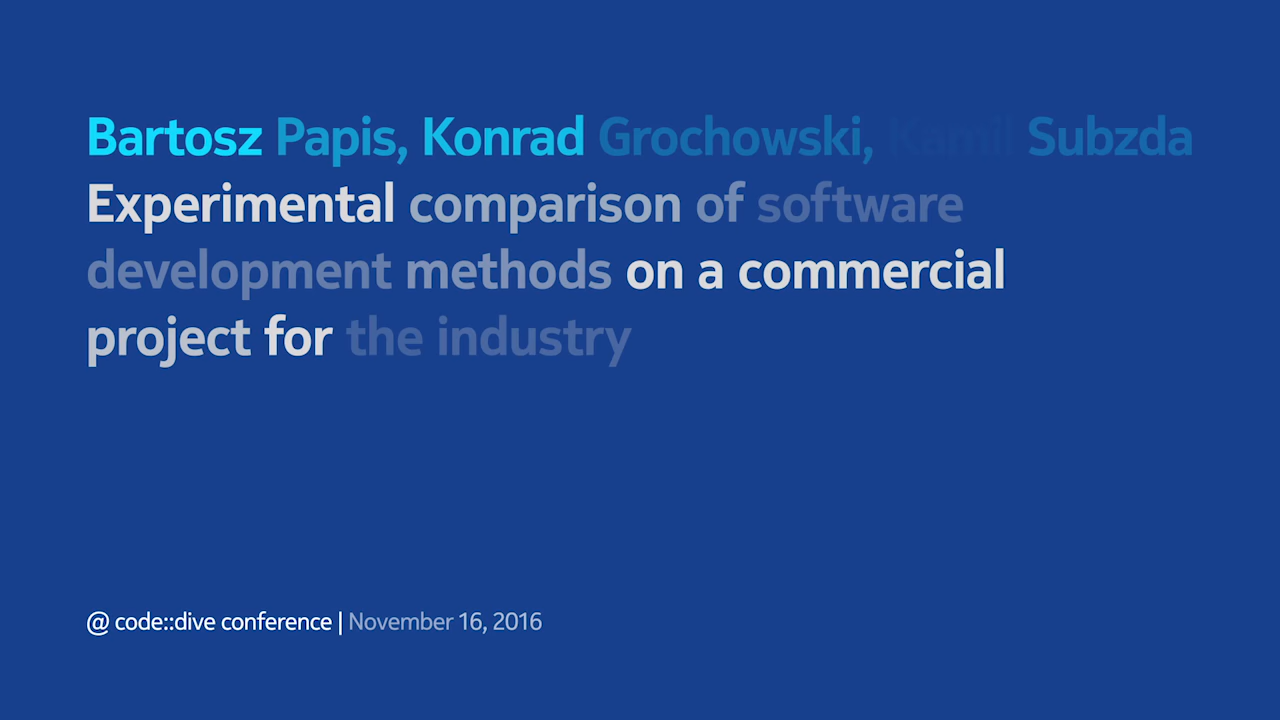 Bartosz Papis, Konrad Grochowski, Kamil Subzda
Experimental comparison of software
development methods on a commercial
project for the industry
@ code::dive conference | November 16, 2016